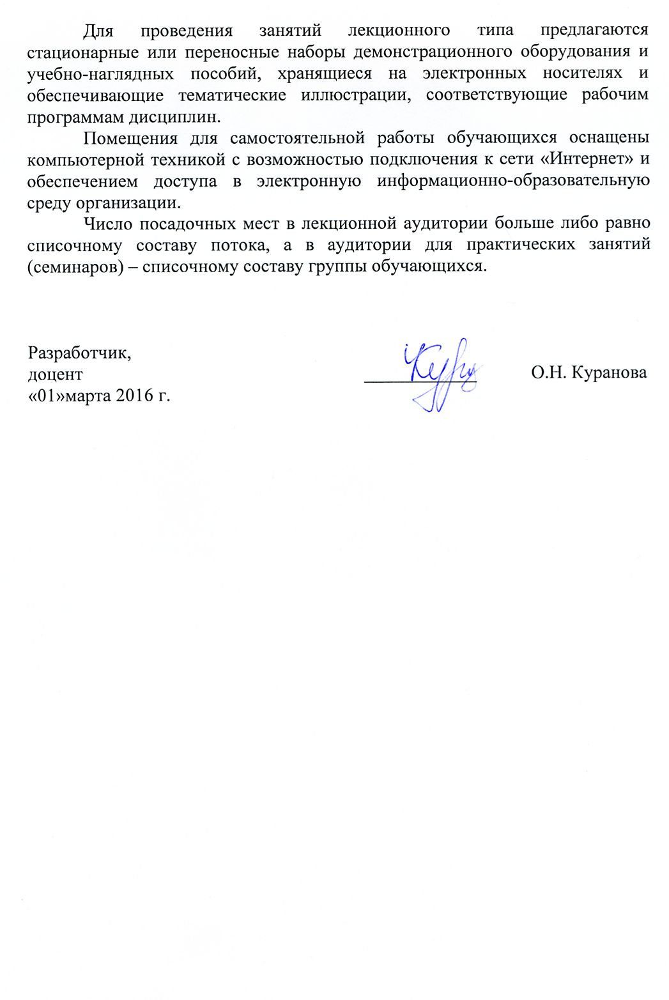 Для проведения занятий лекционного типа предлагаются
стационарные или переносные наборы демонстрационного оборудования и
учебно-наглядных пособий, хранящиеся на электронных носителях и
обеспечивающие тематические иллюстрации, соответствующие рабочим
программам дисциплин.
Помещения для самостоятельной работы обучающихся оснащены
компьютерной техникой с возможностью подключения к сети «Интернет» и
обеспечением доступа в электронную информационно-образовательную
среду организации.
Число посадочных мест в лекционной аудитории больше либо равно
списочному составу потока, а в аудитории для практических занятий
(семинаров) – списочному составу группы обучающихся.
Разработчик,
доцент О.Н. Куранова
«01»марта 2016 г.